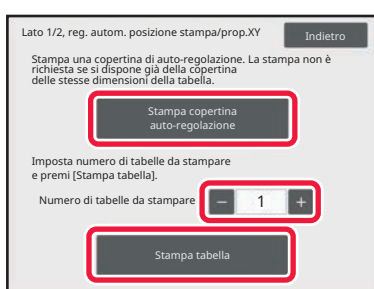 Lato 1/2, reg. autom. posizione stampa/prop.XY
Indietro
Stampa una copertina di auto-regolazione. La stampa non è
richiesta se si dispone già della copertina
delle stesse dimensioni della tabella.
Stampa copertina
auto-regolazione
Imposta numero di tabelle da stampare
e premi [Stampa tabella].
Numero di tabelle da stampare − 1 +
Stampa tabella